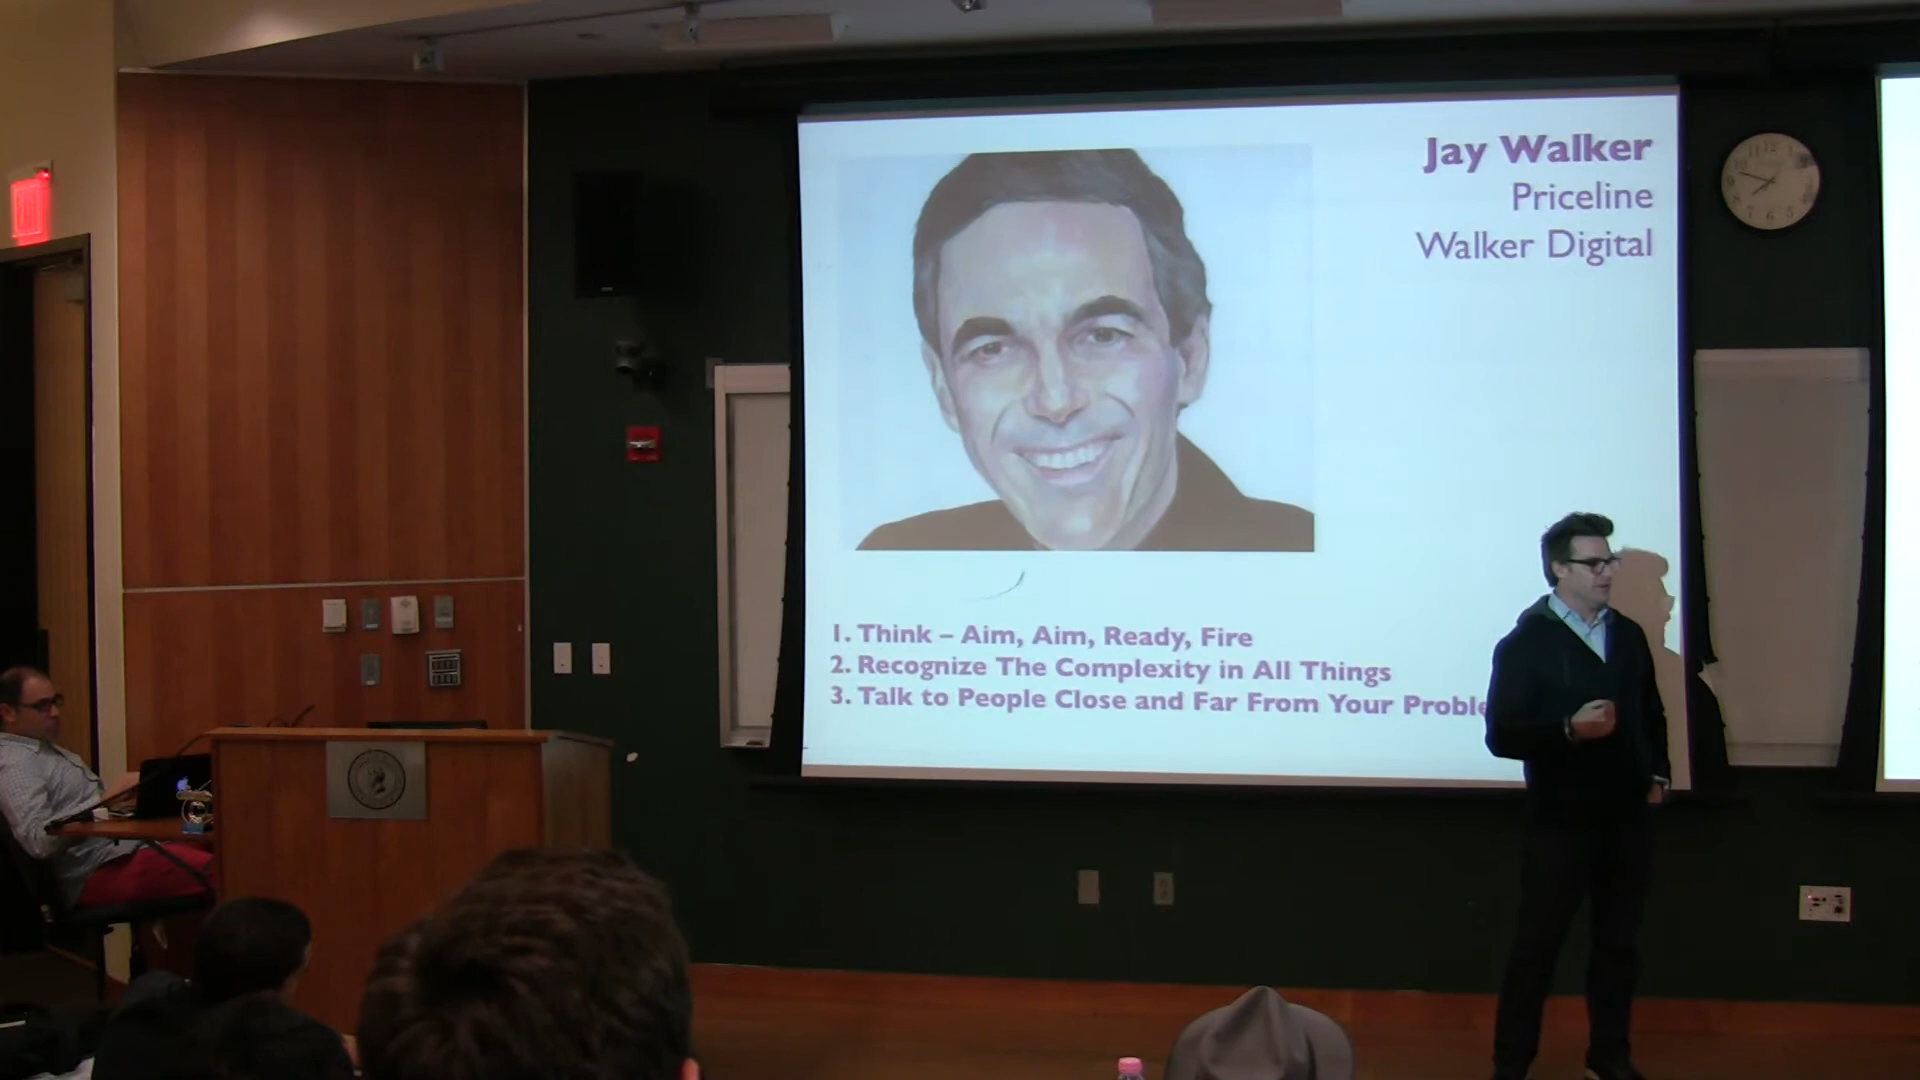 Jay Walker
Priceline
Walker Digital
1. Think – Aim, Aim, Ready, Fire
2. Recognize The Complexity in All Things
3. Talk to People Close and Far From Your Proble